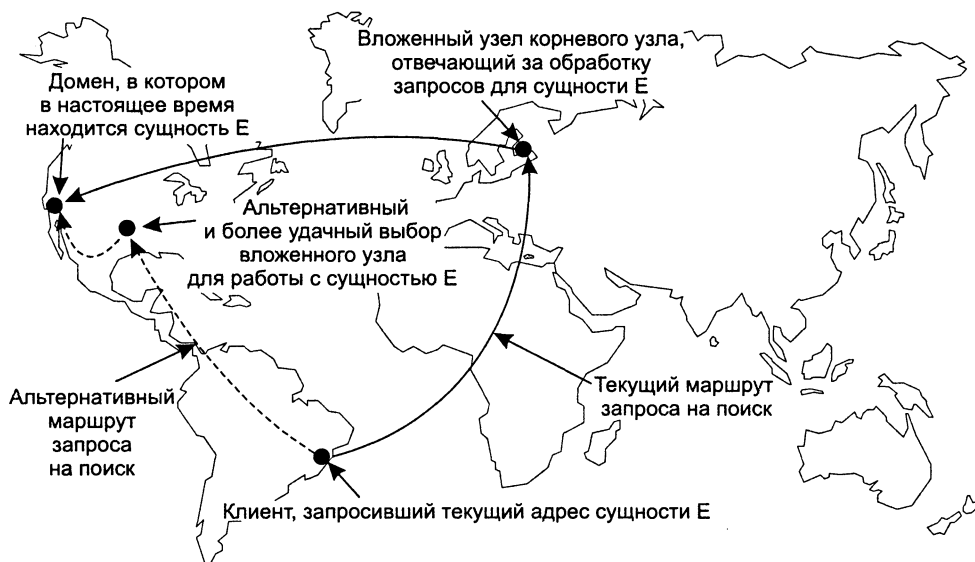 Вложенный узел корневого узла,
отвечающий за обработку
запросов для сущности E
Домен, в котором
в настоящее время
находится сущность E
Альтернативный
и более удачный выбор
вложенного узла
для работы с сущностью E
Альтернативный
маршрут
запроса
на поиск
Текущий маршрут
запроса на поиск
Клиент, запросивший текущий адрес сущности E